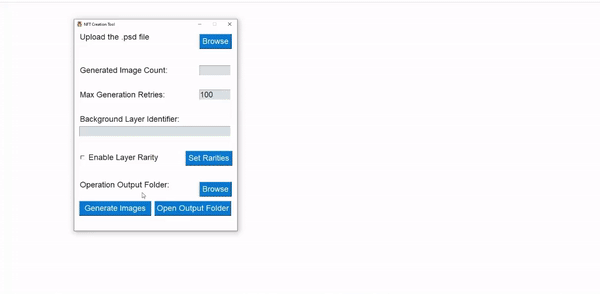 NFT Creation Tool
Upload the .psd file
Browse
Generated Image Count:
Max Generation Retries: 100
Background Layer Identifier:
Enable Layer Rarity Set Rarities
Operation Output Folder:
Browse
Generate Images Open Output Folder